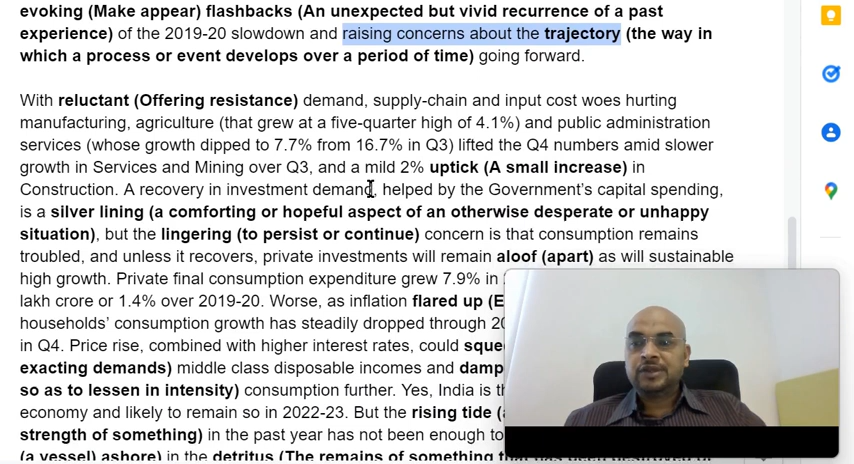 evoking (Make appear) flashbacks (An unexpected but vivid recurrence of a past
experience) of the 2019-20 slowdown and raising concerns about the trajectory (the way in
which a process or event develops over a period of time) going forward.
With reluctant (Offering resistance) demand, supply-chain and input cost woes hurting
manufacturing, agriculture (that grew at a five-quarter high of 4.1%) and public administration
services (whose growth dipped to 7.7% from 16.7% in Q3) lifted the Q4 numbers amid slower
growth in Services and Mining over Q3, and a mild 2% uptick (A small increase) in
Construction. A recovery in investment demand, helped by the Government's capital spending,
is a silver lining (a comforting or hopeful aspect of an otherwise desperate or unhappy
situation), but the lingering (to persist or continue) concern is that consumption remains
troubled, and unless it recovers, private investments will remain aloof (apart) as will sustainable
high growth. Private final consumption expenditure grew 7.9% in
lakh crore or 1.4% over 2019-20. Worse, as inflation flared up (E
households' consumption growth has steadily dropped through 20
in Q4. Price rise, combined with higher interest rates, could sque
exacting demands) middle class disposable incomes and damp
so as to lessen in intensity) consumption further. Yes, India is th
economy and likely to remain so in 2022-23. But the rising tide (
strength of something) in the past year has not been enough to
(a vessel) ashore) in the detritus (The remains of something that has been destroyed or